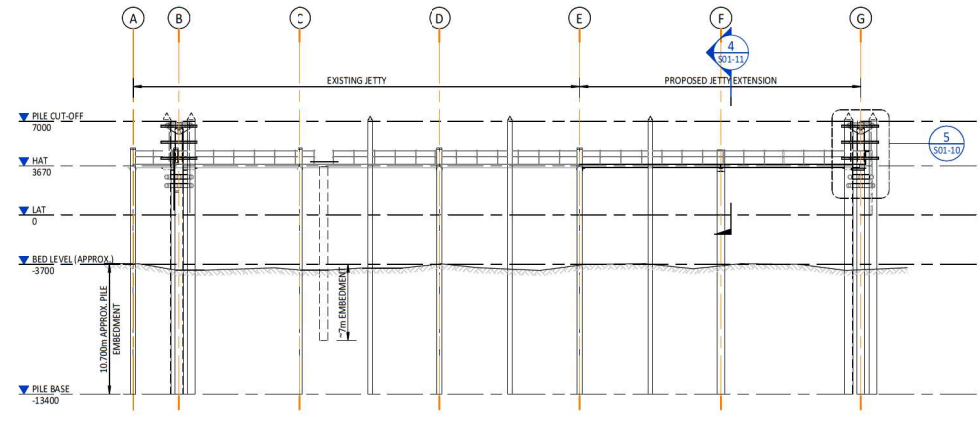 A B C D E F G
4
S01-11
EXISTING JETTY
PROPOSED JETTY EXTENSION
PILE CUT-OFF
7000
HAT
3670
5
S01-10
LAT
0
BED LEVEL (APPROX.)
-3700
10.700m APPROX. PILE
EMBEDMENT
~7m EMBEDMENT
PILE BASE
-13400